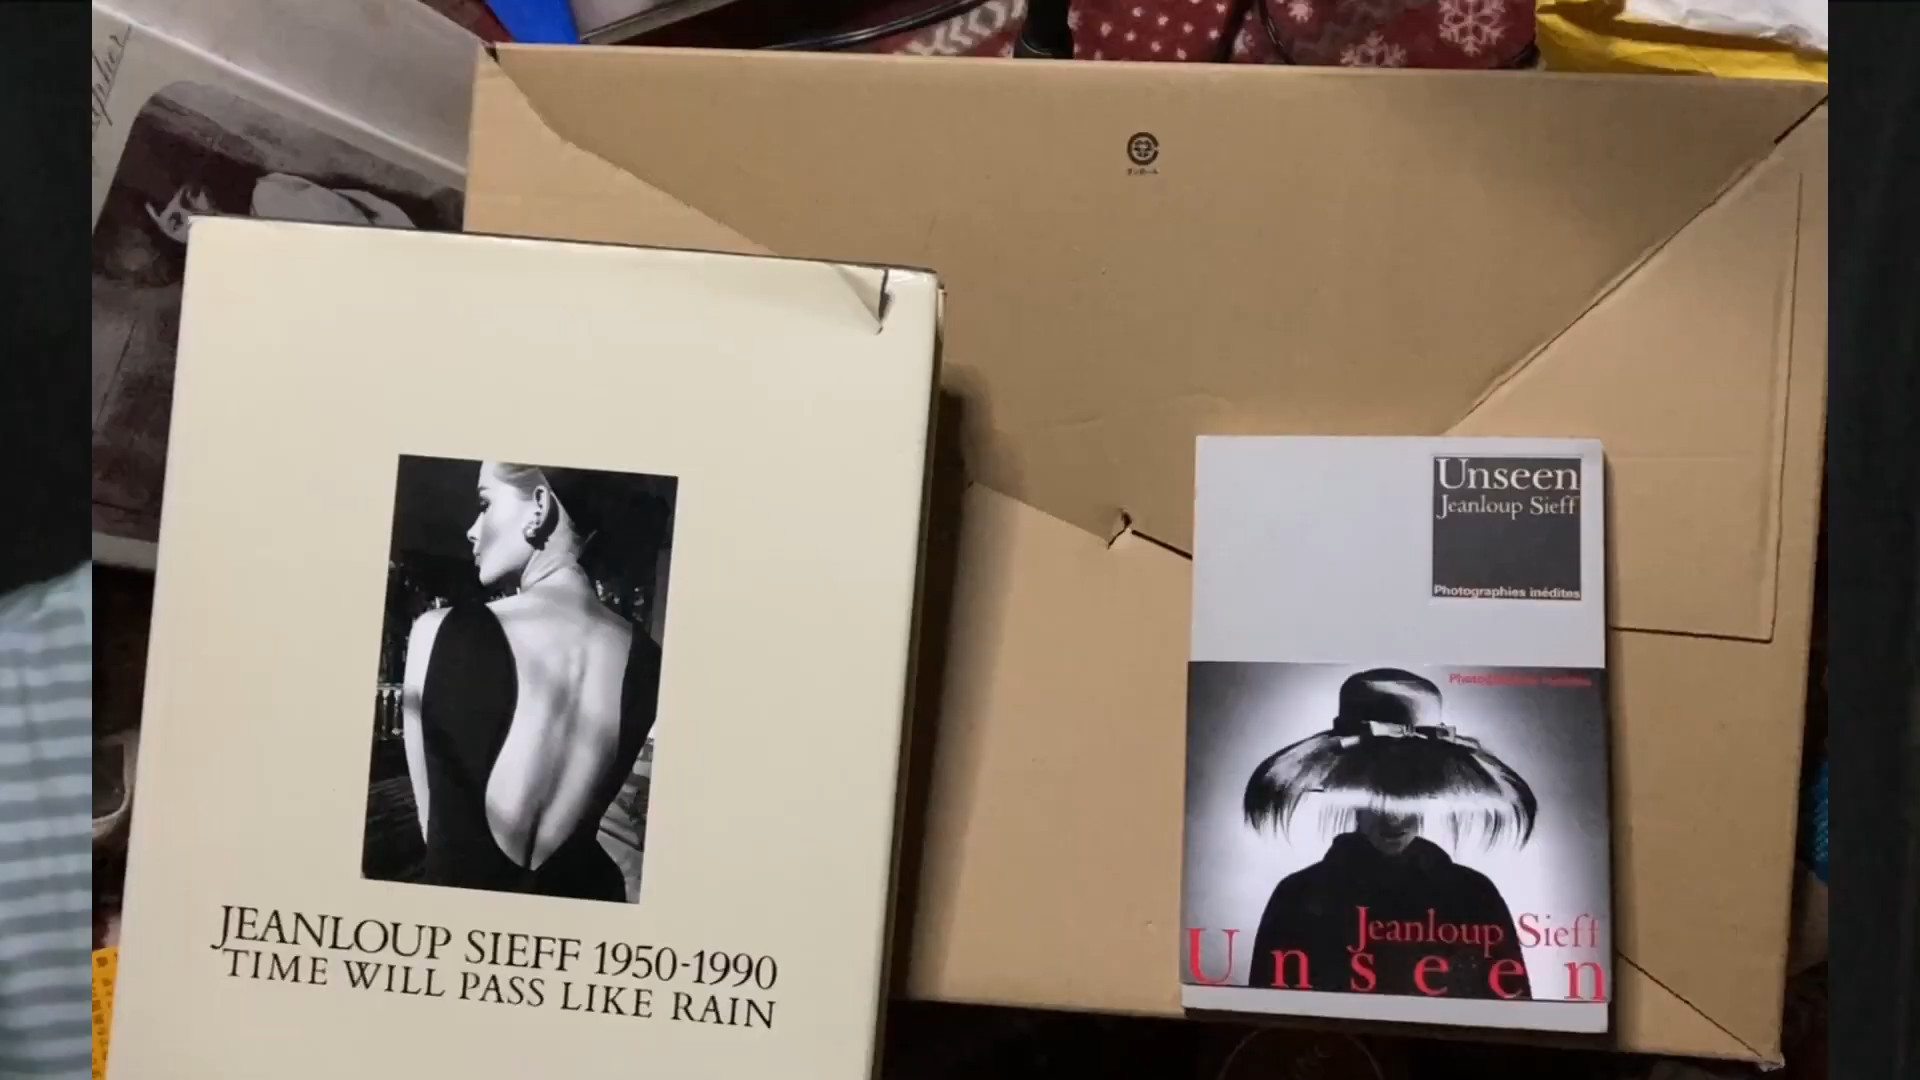 JEANLOUP SIEFF 1950-1990
TIME WILL PASS LIKE RAIN
Unseen
Jeanloup Sieff
Photographies inédites
Jeanloup Sieff
Unseen